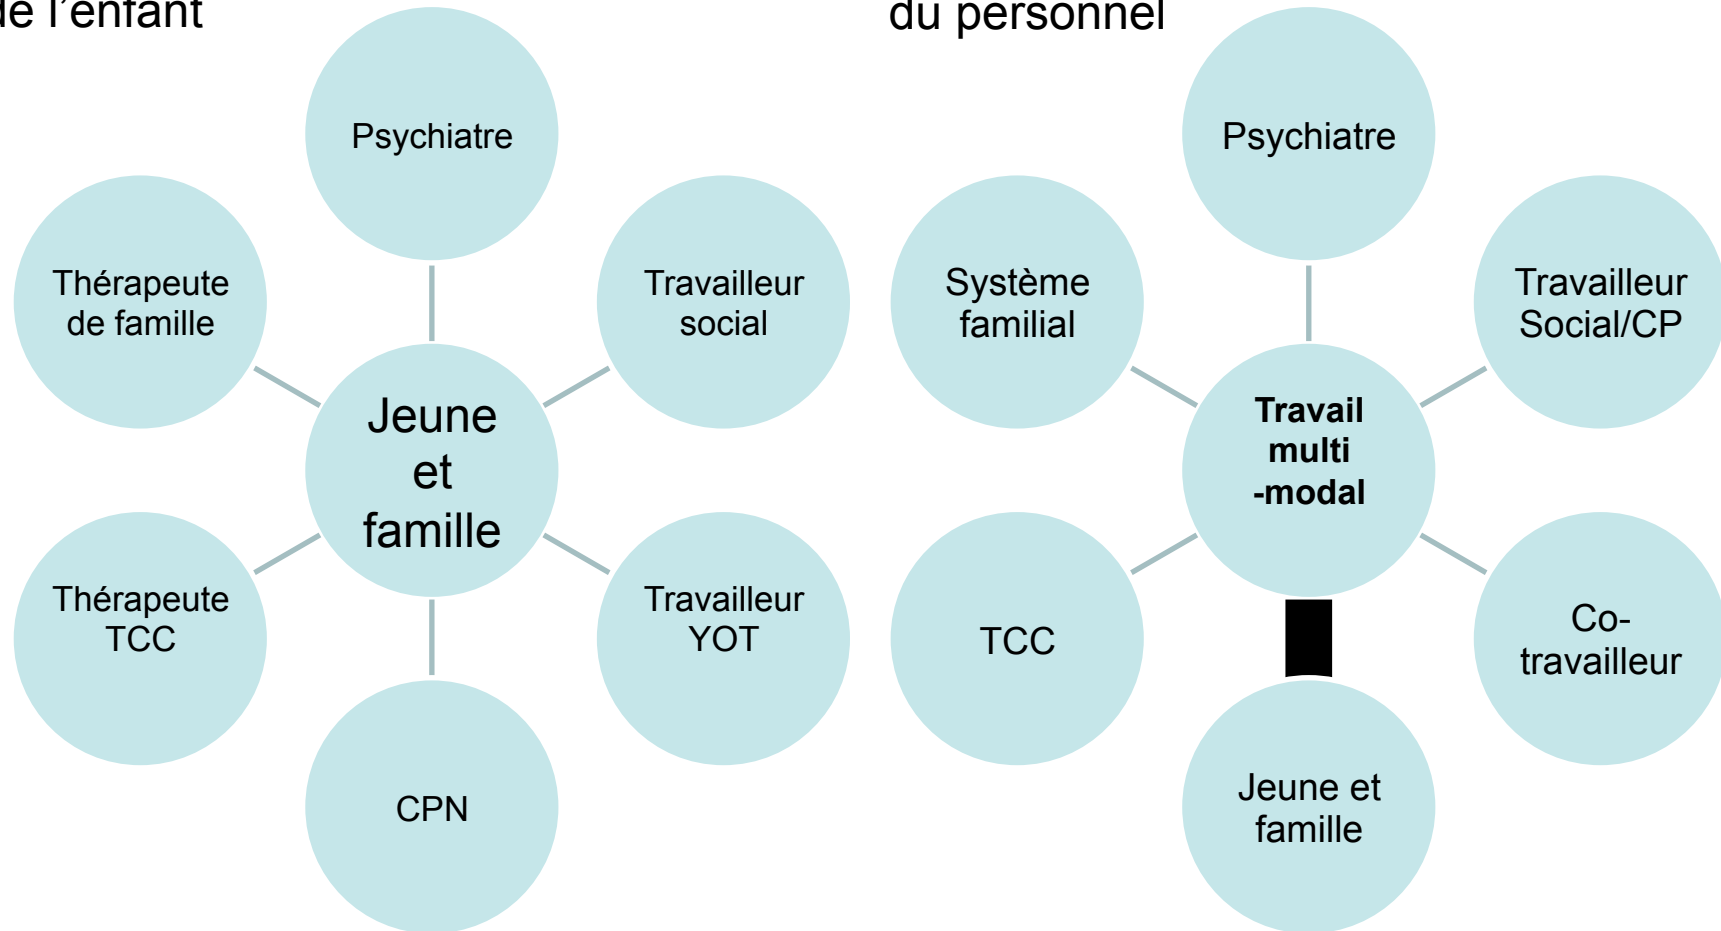 de l'enfant
Psychiatre
Thérapeute
de famille
Travailleur
social
Jeune
et
famille
Thérapeute
TCC
Travailleur
YOT
CPN
du personnel
Psychiatre
Système
familial
Travailleur
Social/CP
Travail
multi
-modal
TCC
Co-
travailleur
Jeune et
famille